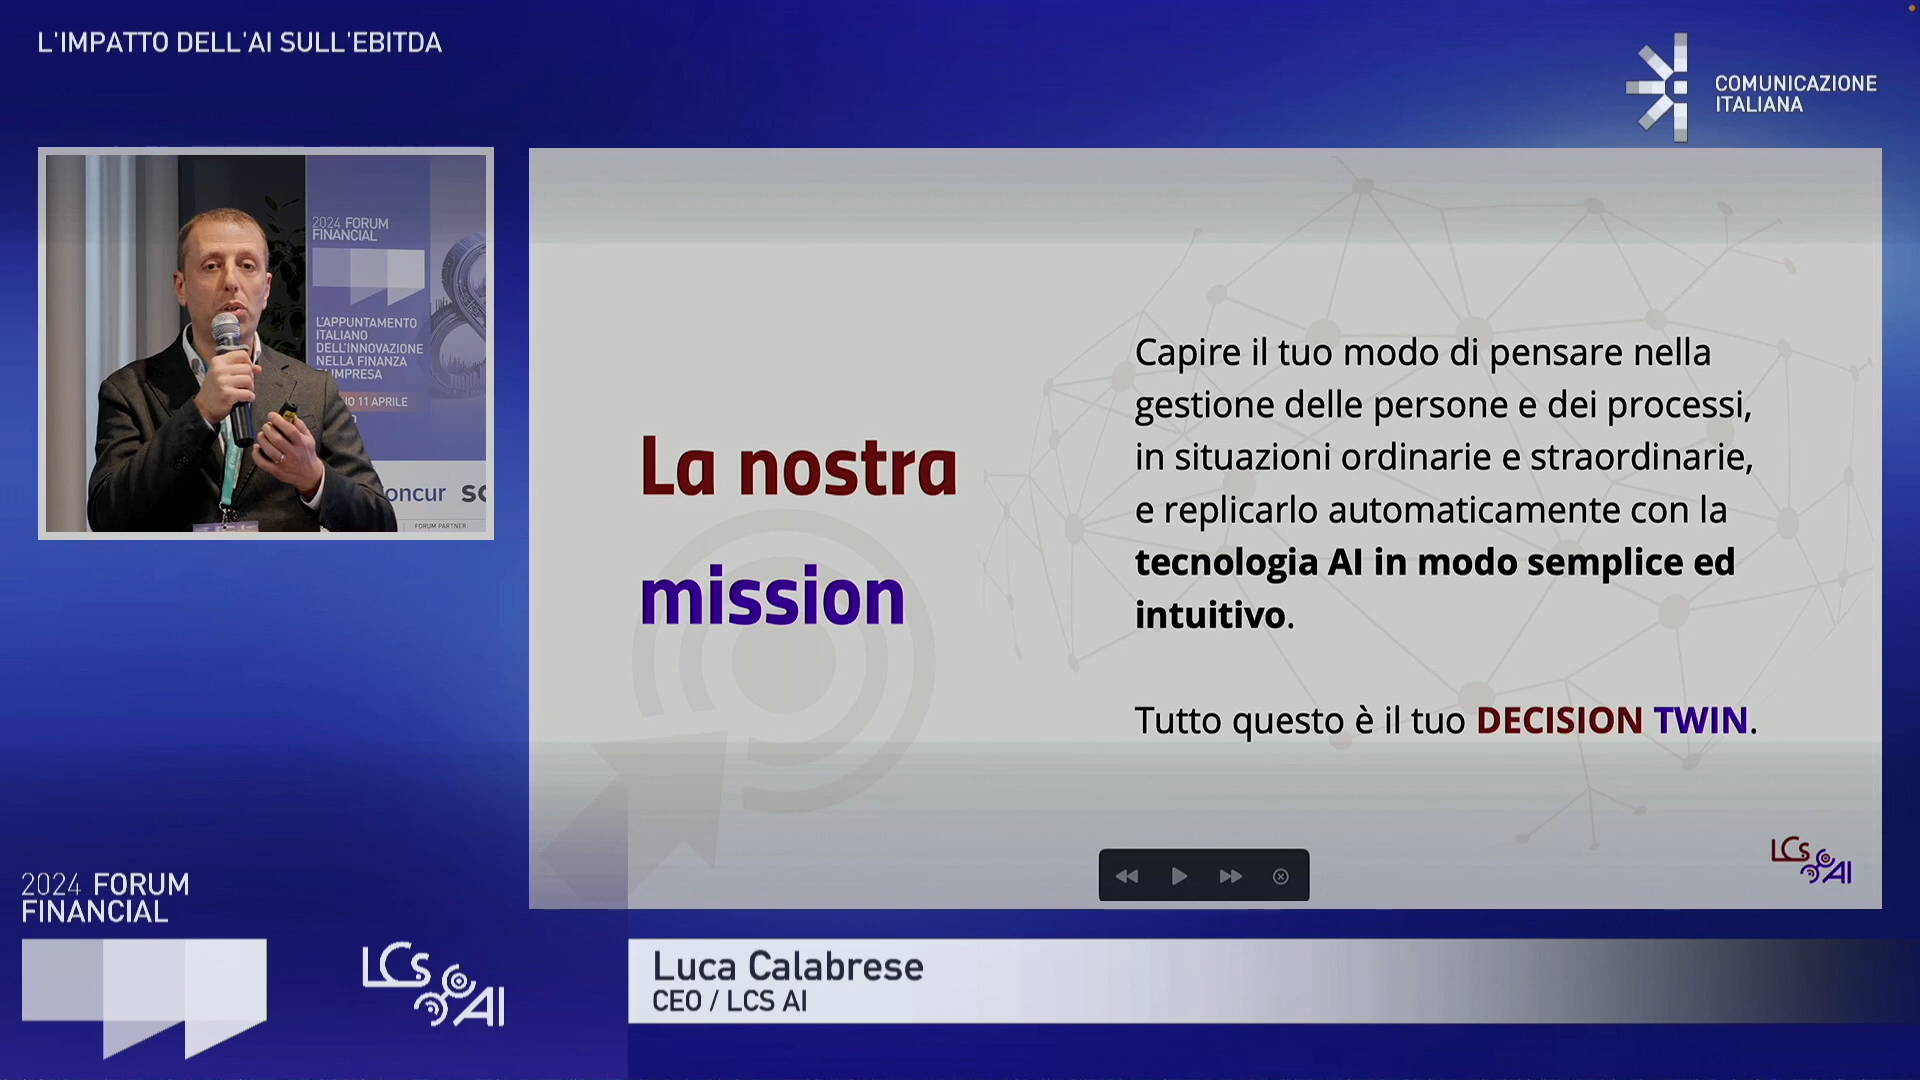 L'IMPATTO DELL'AI SULL'EBITDA
COMUNICAZIONE
ITALIANA
2024 FORUM
FINANCIAL
L'APPUNTAMENTO
ITALIANO
DELL'INNOVAZIONE
NELLA FINANZA
D'IMPRESA
11 APRILE
oncur
FORUM PARTNER:
La nostra
mission
Capire il tuo modo di pensare nella
gestione delle persone e dei processi,
in situazioni ordinarie e straordinarie,
e replicarlo automaticamente con la
tecnologia AI in modo semplice ed
intuitivo.
Tutto questo è il tuo DECISION TWIN.
LCs
AI
2024 FORUM
FINANCIAL
LCs
AI
Luca Calabrese
CEO / LCS AI